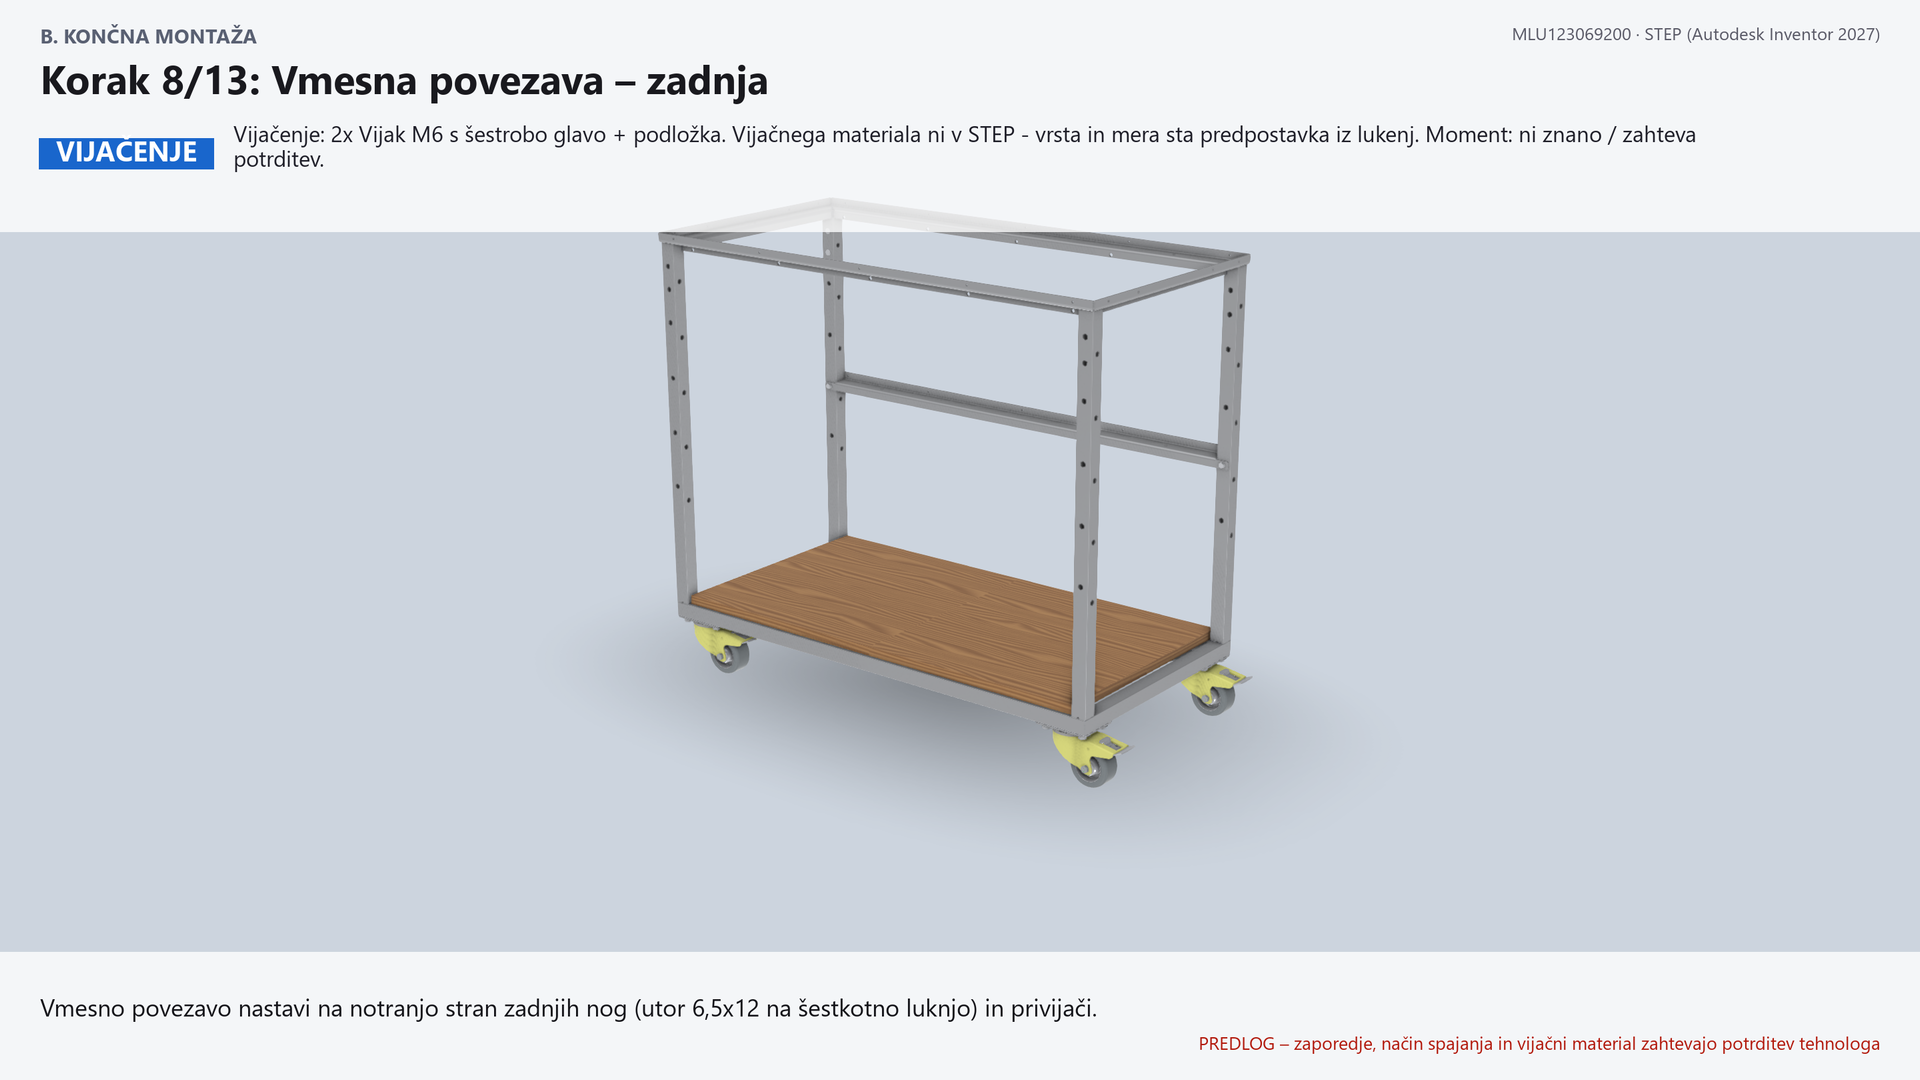 B. KONČNA MONTAŽA
MLU123069200 · STEP (Autodesk Inventor 2027)
Korak 8/13: Vmesna povezava – zadnja
VIJAČENJE
Vijačenje: 2x Vijak M6 s šestrobo glavo + podložka. Vijačnega materiala ni v STEP - vrsta in mera sta predpostavka iz lukenj. Moment: ni znano / zahteva
potrditev.
Vmesno povezavo nastavi na notranjo stran zadnjih nog (utor 6,5x12 na šestkotno luknjo) in privijači.
PREDLOG – zaporedje, način spajanja in vijačni material zahtevajo potrditev tehnologa